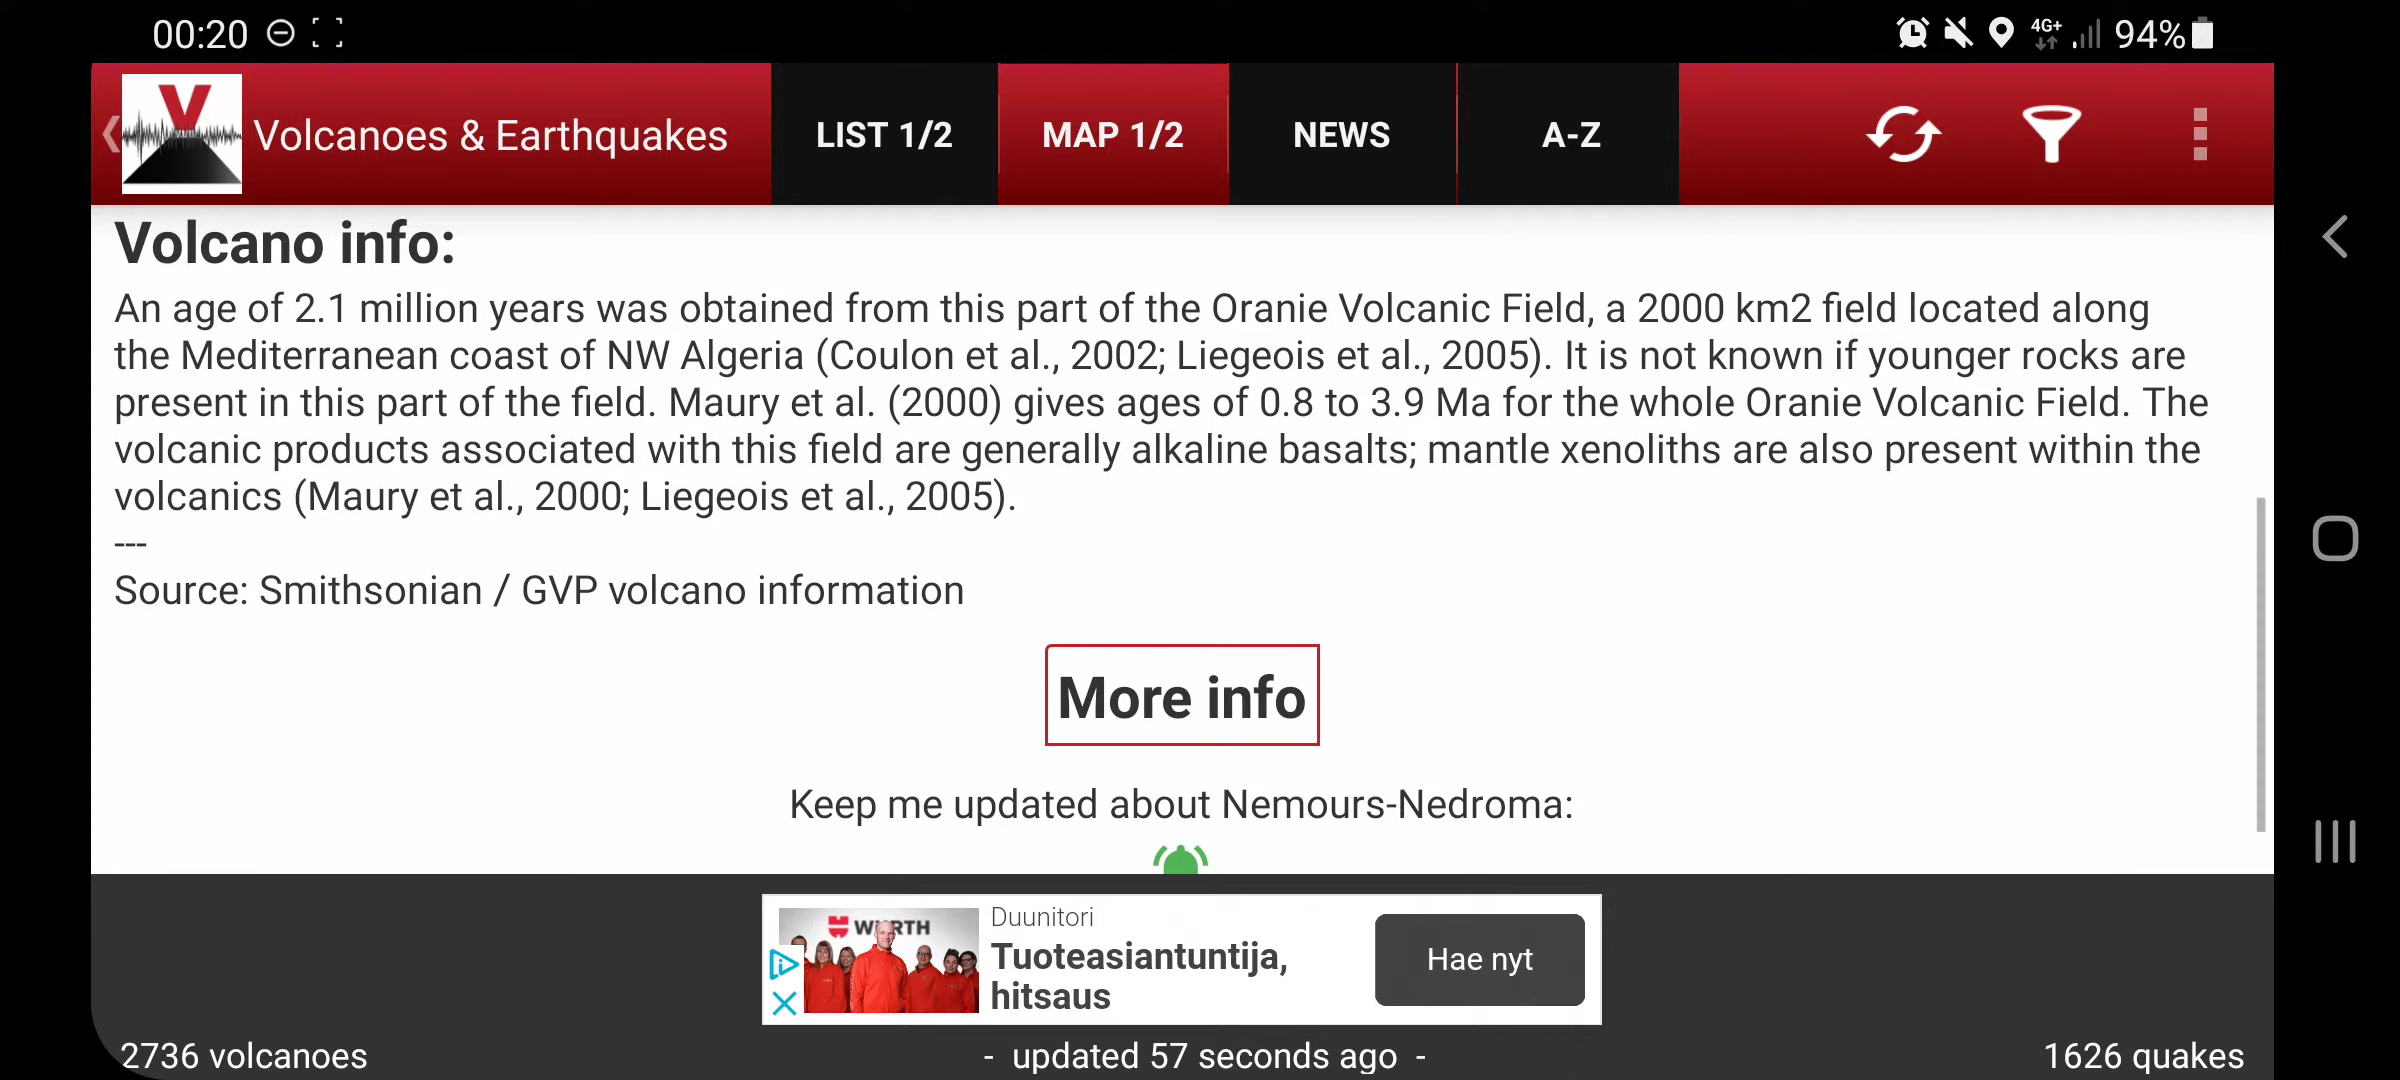 00:20
4G+ 94%
V
Volcanoes & Earthquakes
LIST 1/2
MAP 1/2
NEWS
A-Z
Volcano info:
An age of 2.1 million years was obtained from this part of the Oranie Volcanic Field, a 2000 km2 field located along
the Mediterranean coast of NW Algeria (Coulon et al., 2002; Liegeois et al., 2005). It is not known if younger rocks are
present in this part of the field. Maury et al. (2000) gives ages of 0.8 to 3.9 Ma for the whole Oranie Volcanic Field. The
volcanic products associated with this field are generally alkaline basalts; mantle xenoliths are also present within the
volcanics (Maury et al., 2000; Liegeois et al., 2005).
---
Source: Smithsonian / GVP volcano information
More info
Keep me updated about Nemours-Nedroma:
WÜRTH
Duunitori
Tuoteasiantuntija,
hitsaus
Hae nyt
2736 volcanoes
- updated 57 seconds ago -
1626 quakes